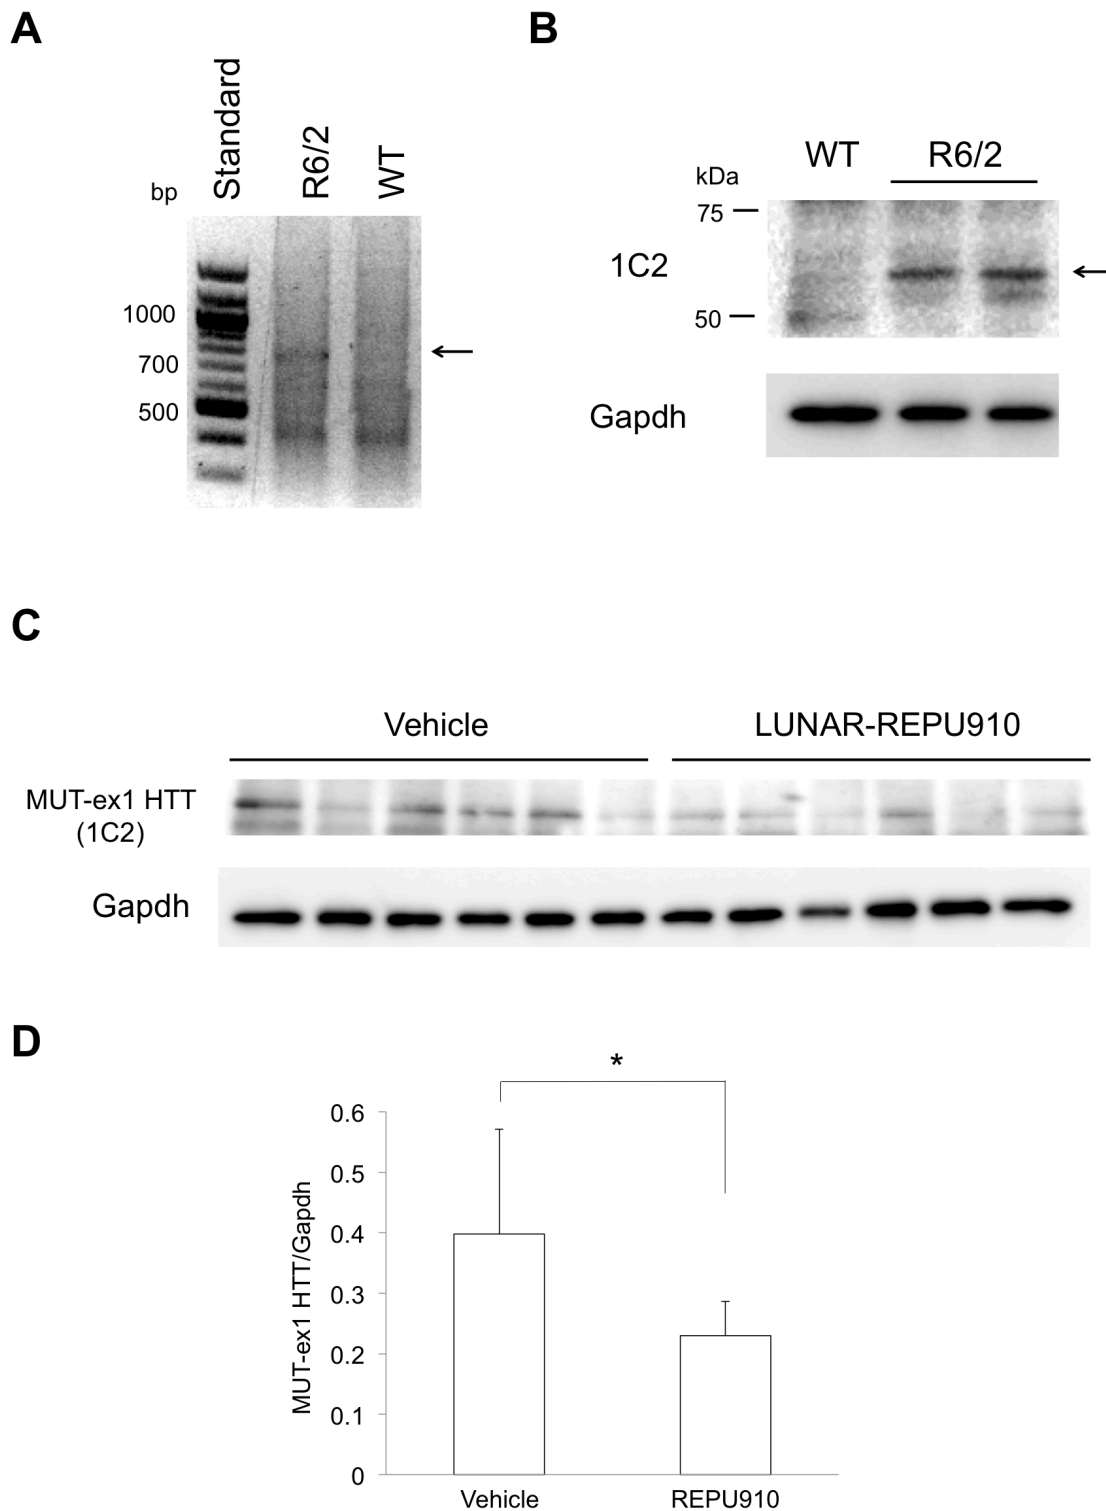 A
Standard
R6/2
WT
bp
1000
700
500
B
WT
R6/2
kDa
75
1C2
50
Gapdh
C
Vehicle
LUNAR-REPU910
MUT-ex1 HTT
(1C2)
Gapdh
D
*
0.6
0.5
0.4
0.3
0.2
0.1
0
MUT-ex1 HTT/Gapdh
Vehicle
REPU910